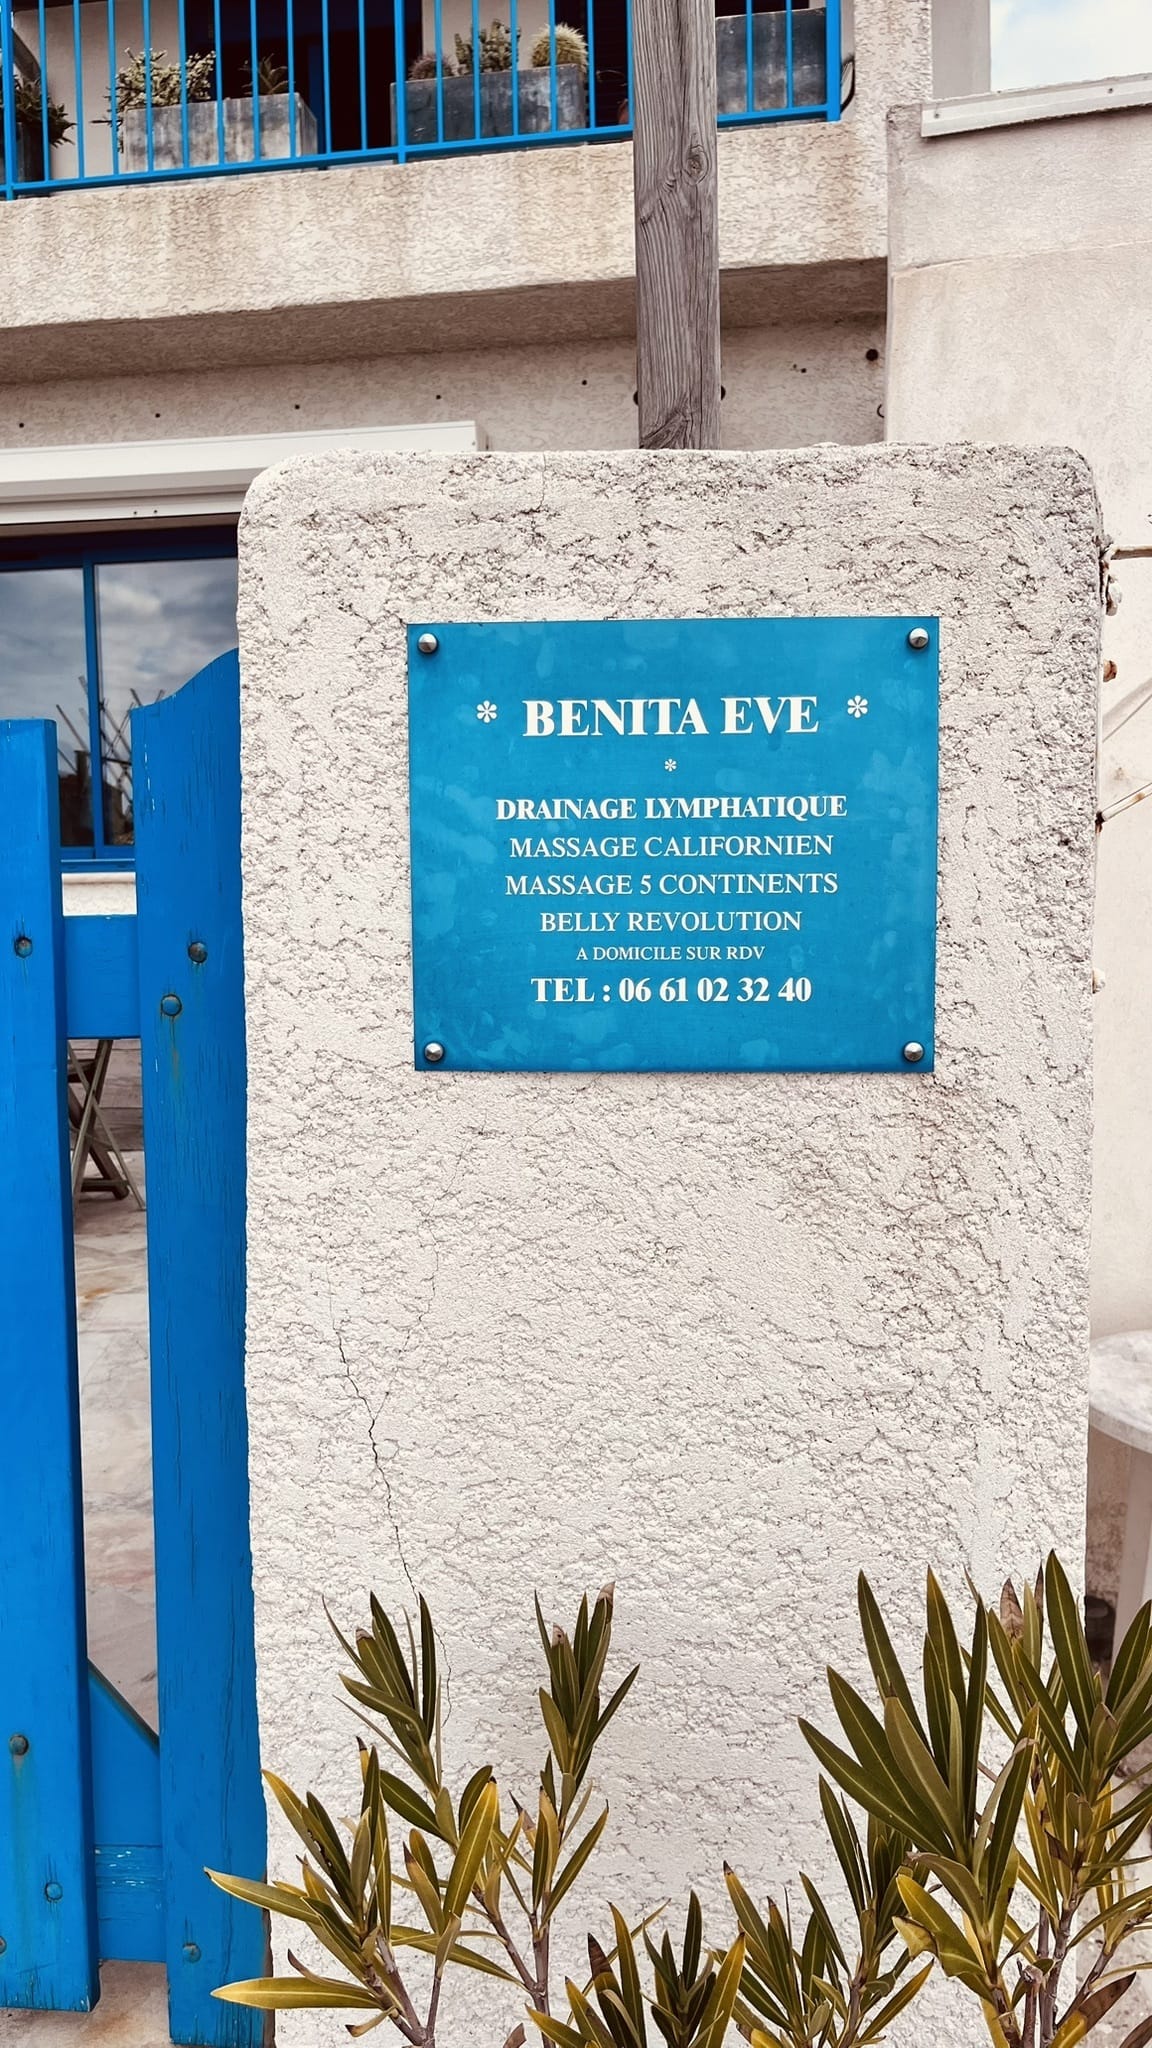 * BENITA EVE *
*
DRAINAGE LYMPHATIQUE
MASSAGE CALIFORNIEN
MASSAGE 5 CONTINENTS
BELLY REVOLUTION
A DOMICILE SUR RDV
TEL : 06 61 02 32 40